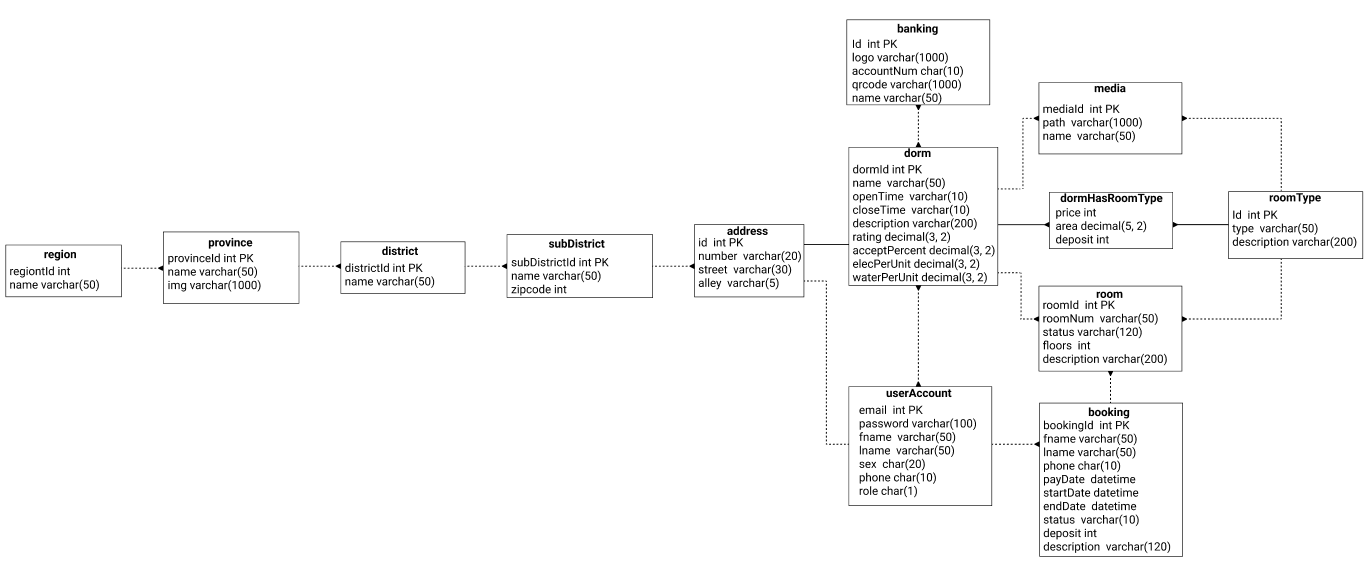 region
regiontId int
name varchar(50)
province
provinceId int PK
name varchar(50)
img varchar(1000)
district
districtId int PK
name varchar(50)
subDistrict
subDistrictId int PK
name varchar(50)
zipcode int
address
id int PK
number varchar(20)
street varchar(30)
alley varchar(5)
banking
Id int PK
logo varchar(1000)
accountNum char(10)
qrcode varchar(1000)
name varchar(50)
dorm
dormId int PK
name varchar(50)
openTime varchar(10)
closeTime varchar(10)
description varchar(200)
rating decimal(3, 2)
acceptPercent decimal(3, 2)
elecPerUnit decimal(3, 2)
waterPerUnit decimal(3, 2)
userAccount
email int PK
password varchar(100)
fname varchar(50)
lname varchar(50)
sex char(20)
phone char(10)
role char(1)
media
mediaId int PK
path varchar(1000)
name varchar(50)
dormHasRoomType
price int
area decimal(5, 2)
deposit int
roomType
Id int PK
type varchar(50)
description varchar(200)
room
roomId int PK
roomNum varchar(50)
status varchar(120)
floors int
description varchar(200)
booking
bookingId int PK
fname varchar(50)
lname varchar(50)
phone char(10)
payDate datetime
startDate datetime
endDate datetime
status varchar(10)
deposit int
description varchar(120)